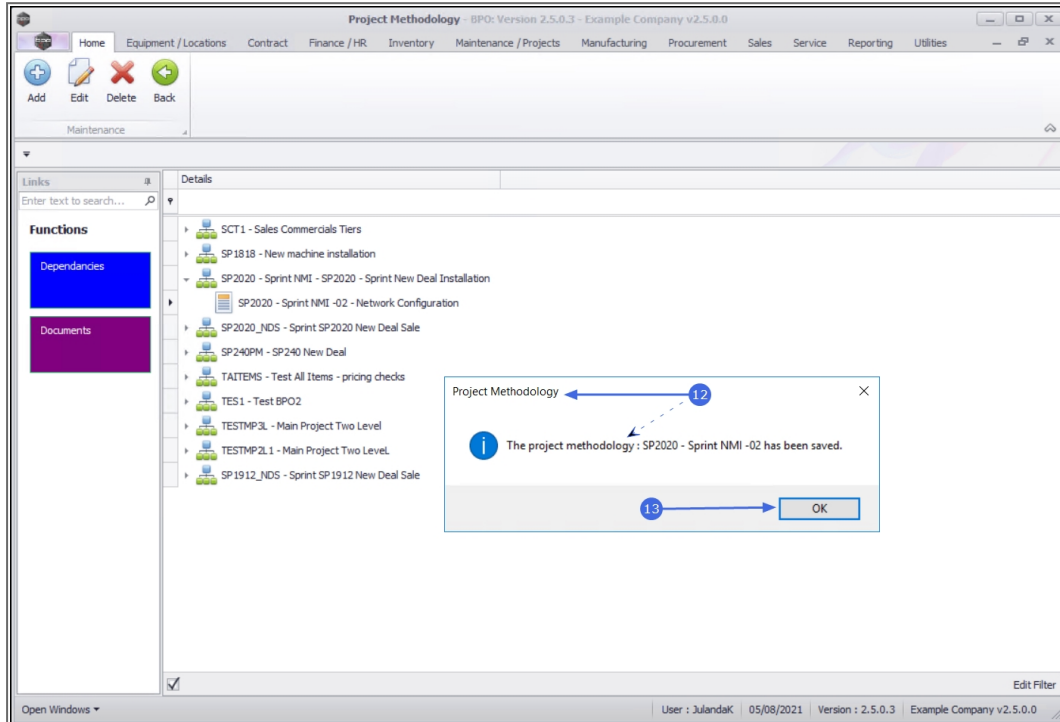 Project Methodology - BPO: Version 2.5.0.3 - Example Company v2.5.0.0
Home Equipment / Locations Contract Finance / HR Inventory Maintenance / Projects Manufacturing Procurement Sales Service Reporting Utilities
Add Edit Delete Back
Maintenance
Links
Enter text to search...
Functions
Dependancies
Documents
Details
SCT1 - Sales Commercials Tiers
SP1818 - New machine installation
SP2020 - Sprint NMI - SP2020 - Sprint New Deal Installation
SP2020 - Sprint NMI -02 - Network Configuration
SP2020_NDS - Sprint SP2020 New Deal Sale
SP240PM - SP240 New Deal
TAITEMS - Test All Items - pricing checks
TES1 - Test BPO2
TESTMP3L - Main Project Two Level
TESTMP2L1 - Main Project Two LeveL
SP1912_NDS - Sprint SP1912 New Deal Sale
Project Methodology
12
The project methodology : SP2020 - Sprint NMI -02 has been saved.
13
OK
Edit Filter
Open Windows User : JulandaK 05/08/2021 Version : 2.5.0.3 Example Company v2.5.0.0